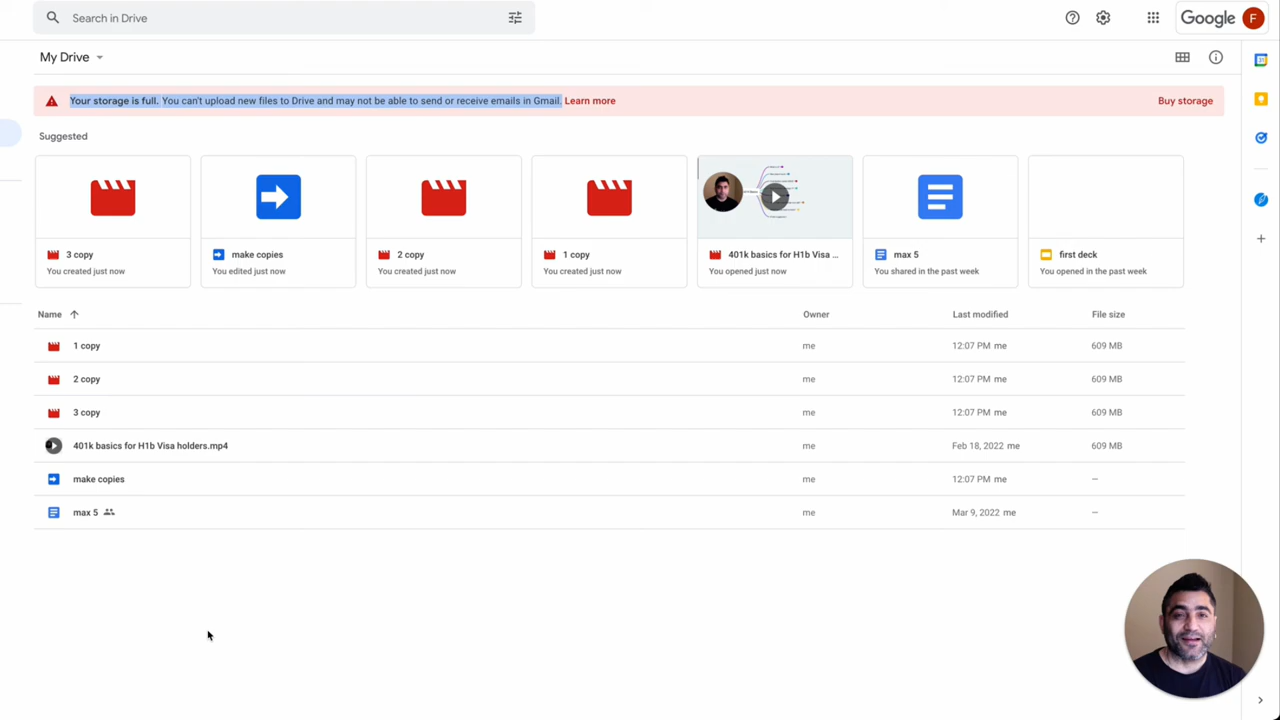 Search in Drive
Google F
My Drive
Your storage is full. You can't upload new files to Drive and may not be able to send or receive emails in Gmail. Learn more Buy storage
Suggested
3 copy
You created just now
make copies
You edited just now
2 copy
You created just now
1 copy
You created just now
401k basics for H1b Visa ...
You opened just now
max 5
You shared in the past week
first deck
You opened in the past week
Name Owner Last modified File size
1 copy me 12:07 PM me 609 MB
2 copy me 12:07 PM me 609 MB
3 copy me 12:07 PM me 609 MB
401k basics for H1b Visa holders.mp4 me Feb 18, 2022 me 609 MB
make copies me 12:07 PM me –
max 5 me Mar 9, 2022 me –